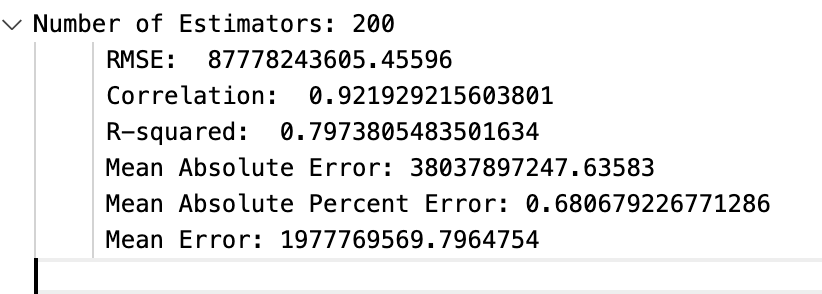 Number of Estimators: 200
RMSE:  87778243605.45596
Correlation:  0.921929215603801
R-squared:  0.7973805483501634
Mean Absolute Error: 38037897247.63583
Mean Absolute Percent Error: 0.680679226771286
Mean Error: 1977769569.7964754